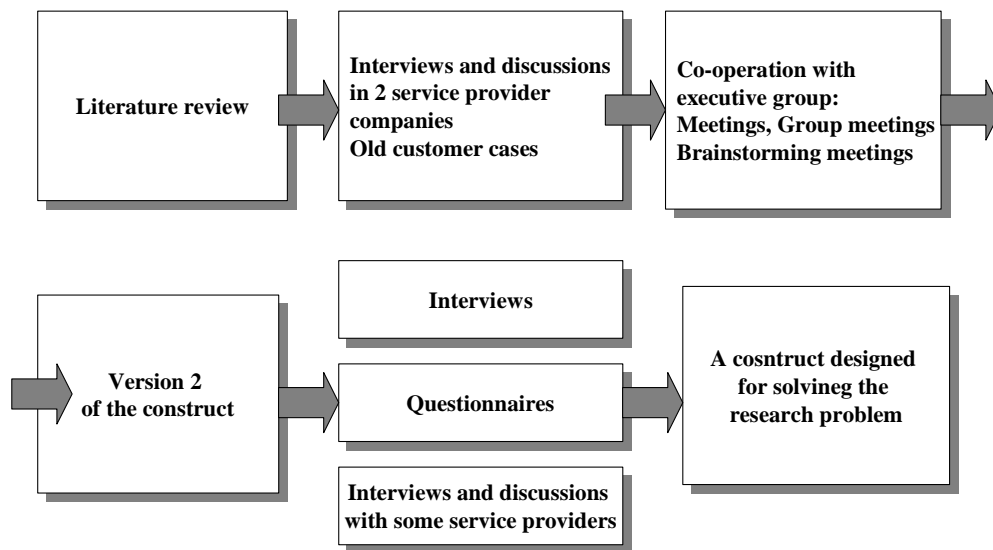 Literature review
Interviews and discussions
in 2 service provider
companies
Old customer cases
Co-operation with
executive group:
Meetings, Group meetings
Brainstorming meetings
Version 2
of the construct
Interviews
Questionnaires
Interviews and discussions
with some service providers
A cosntruct designed
for solvineg the
research problem